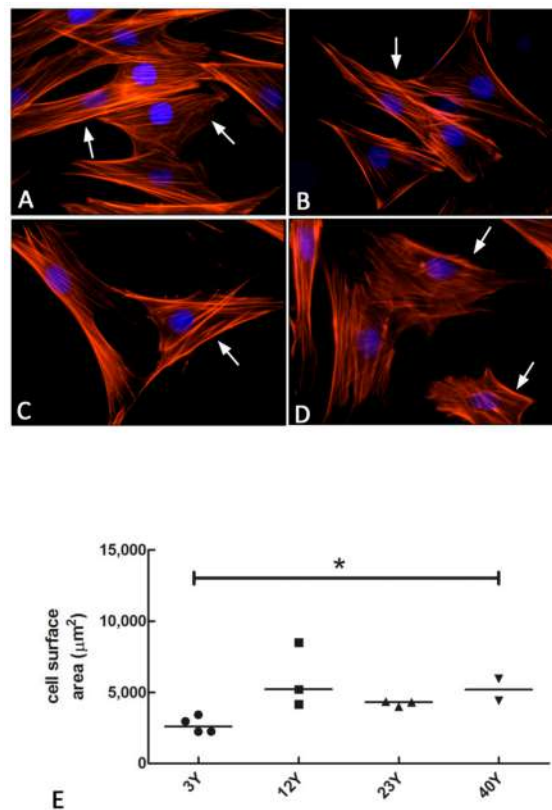 A
B
C
D
15,000
10,000
5,000
0
cell surface
area (μm²)
*
3Y
12Y
23Y
40Y
E